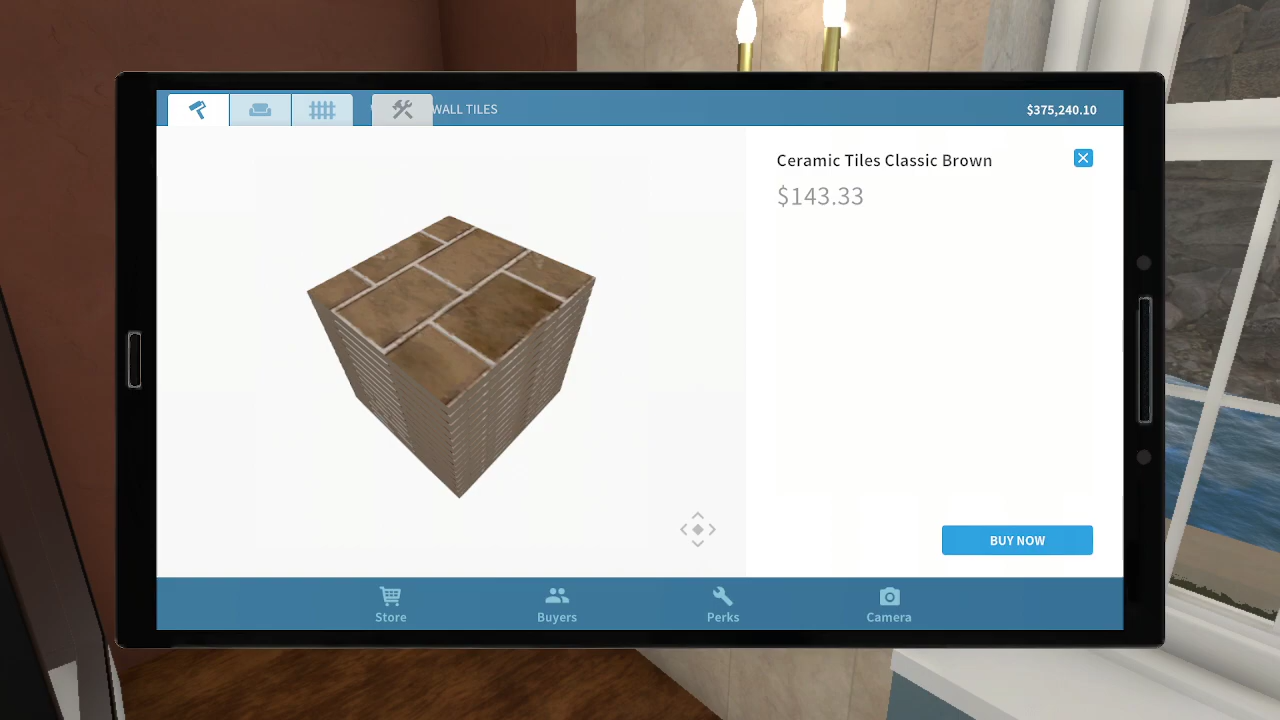 WALL TILES
$375,240.10
Ceramic Tiles Classic Brown
$143.33
BUY NOW
Store
Buyers
Perks
Camera